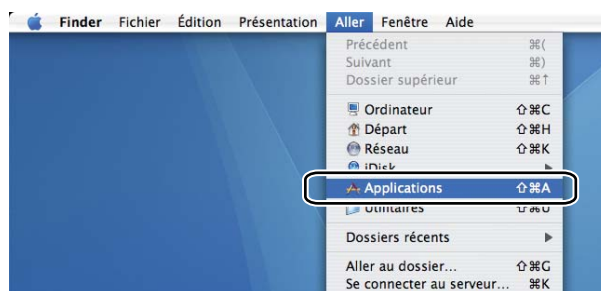 Finder Fichier Édition Présentation Aller Fenêtre Aide
Précédent ⌘(
Suivant ⌘)
Dossier supérieur ⌘↑
Ordinateur ⇧⌘C
Départ ⇧⌘H
Réseau ⇧⌘K
iDisk
Applications ⇧⌘A
Utilitaires ⇧⌘U
Dossiers récents
Aller au dossier... ⇧⌘G
Se connecter au serveur... ⌘K